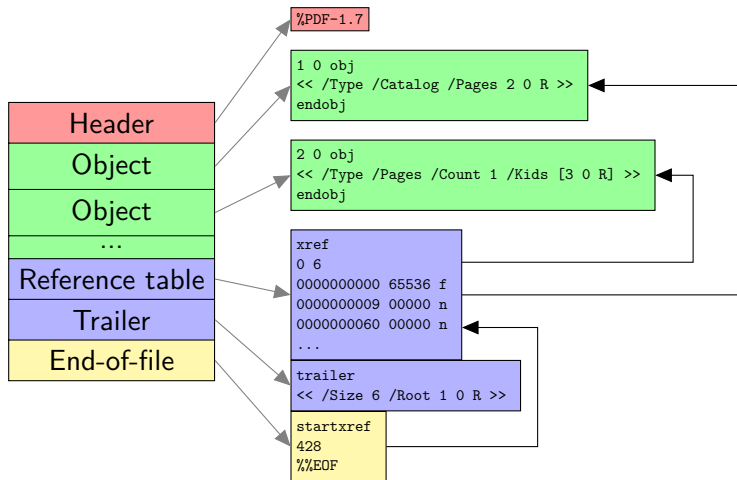 Header
Object
Object
...
Reference table
Trailer
End-of-file
%PDF-1.7
1 0 obj
<< /Type /Catalog /Pages 2 0 R >>
endobj
2 0 obj
<< /Type /Pages /Count 1 /Kids [3 0 R] >>
endobj
xref
0 6
0000000000 65536 f
0000000009 00000 n
0000000060 00000 n
...
trailer
<< /Size 6 /Root 1 0 R >>
startxref
428
%%EOF